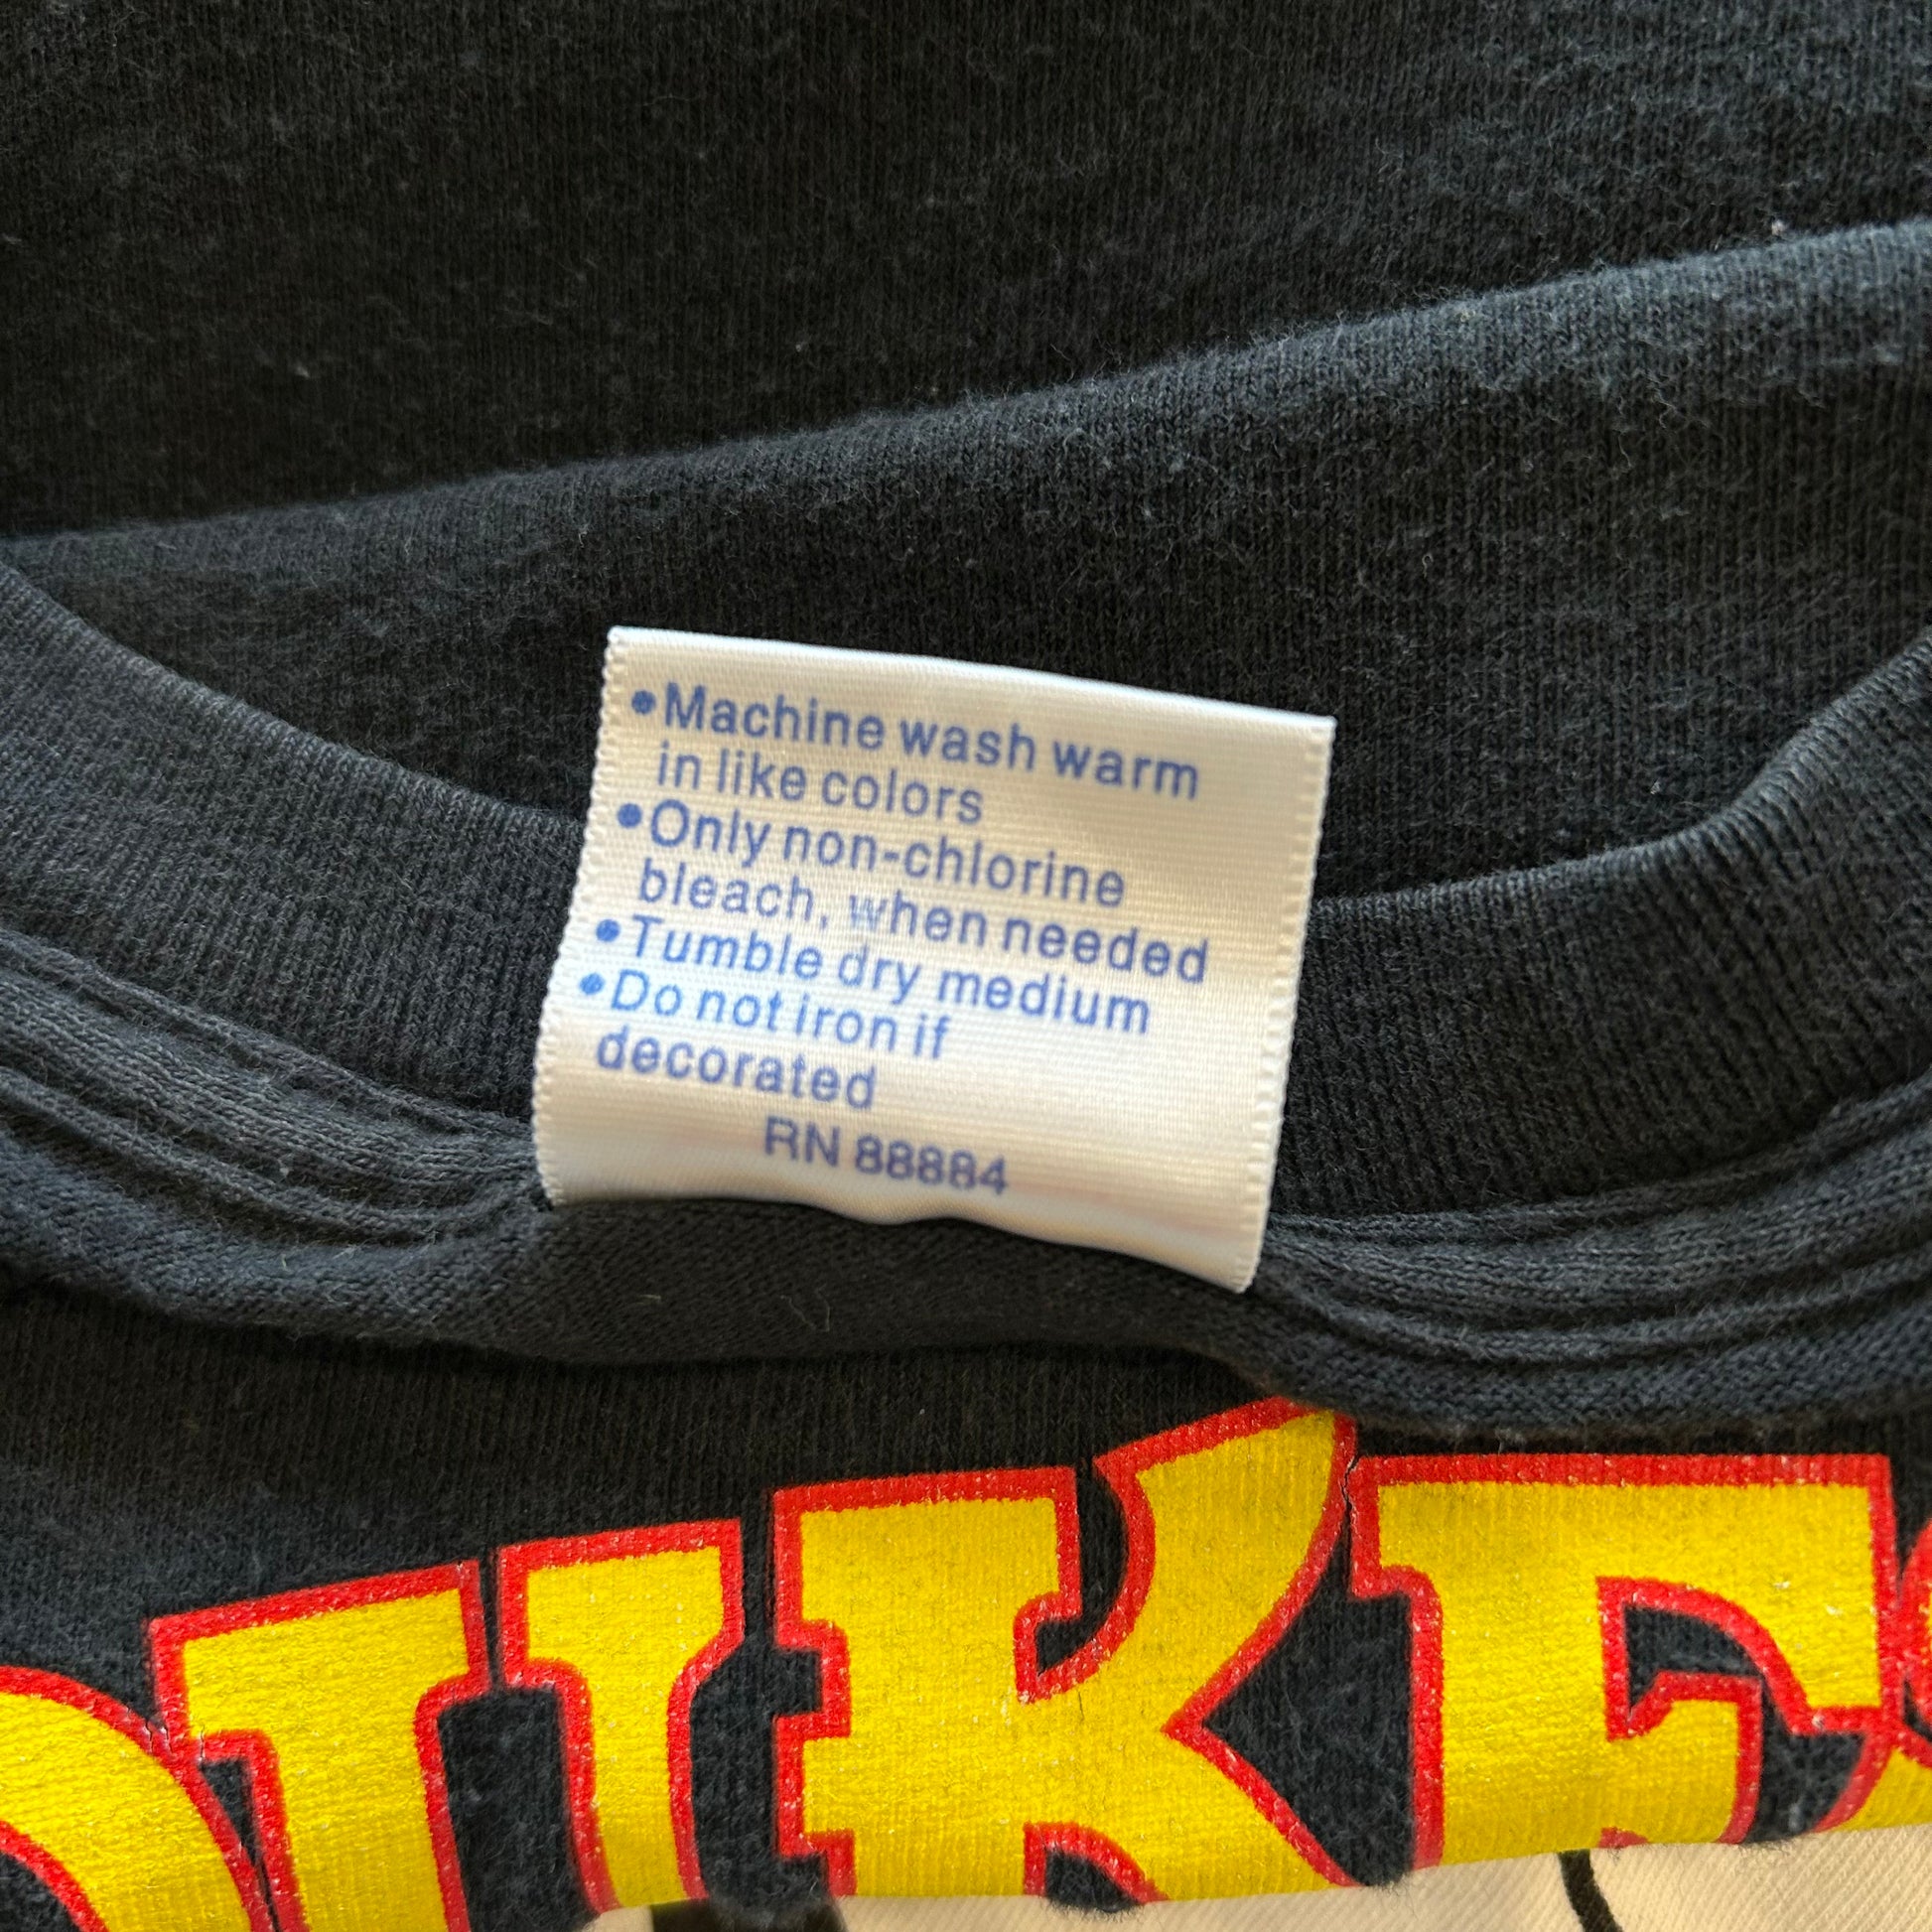 •Machine wash warm
in like colors
•Only non-chlorine
bleach, when needed
•Tumble dry medium
•Do not iron if
decorated
RN 88884
DUKES